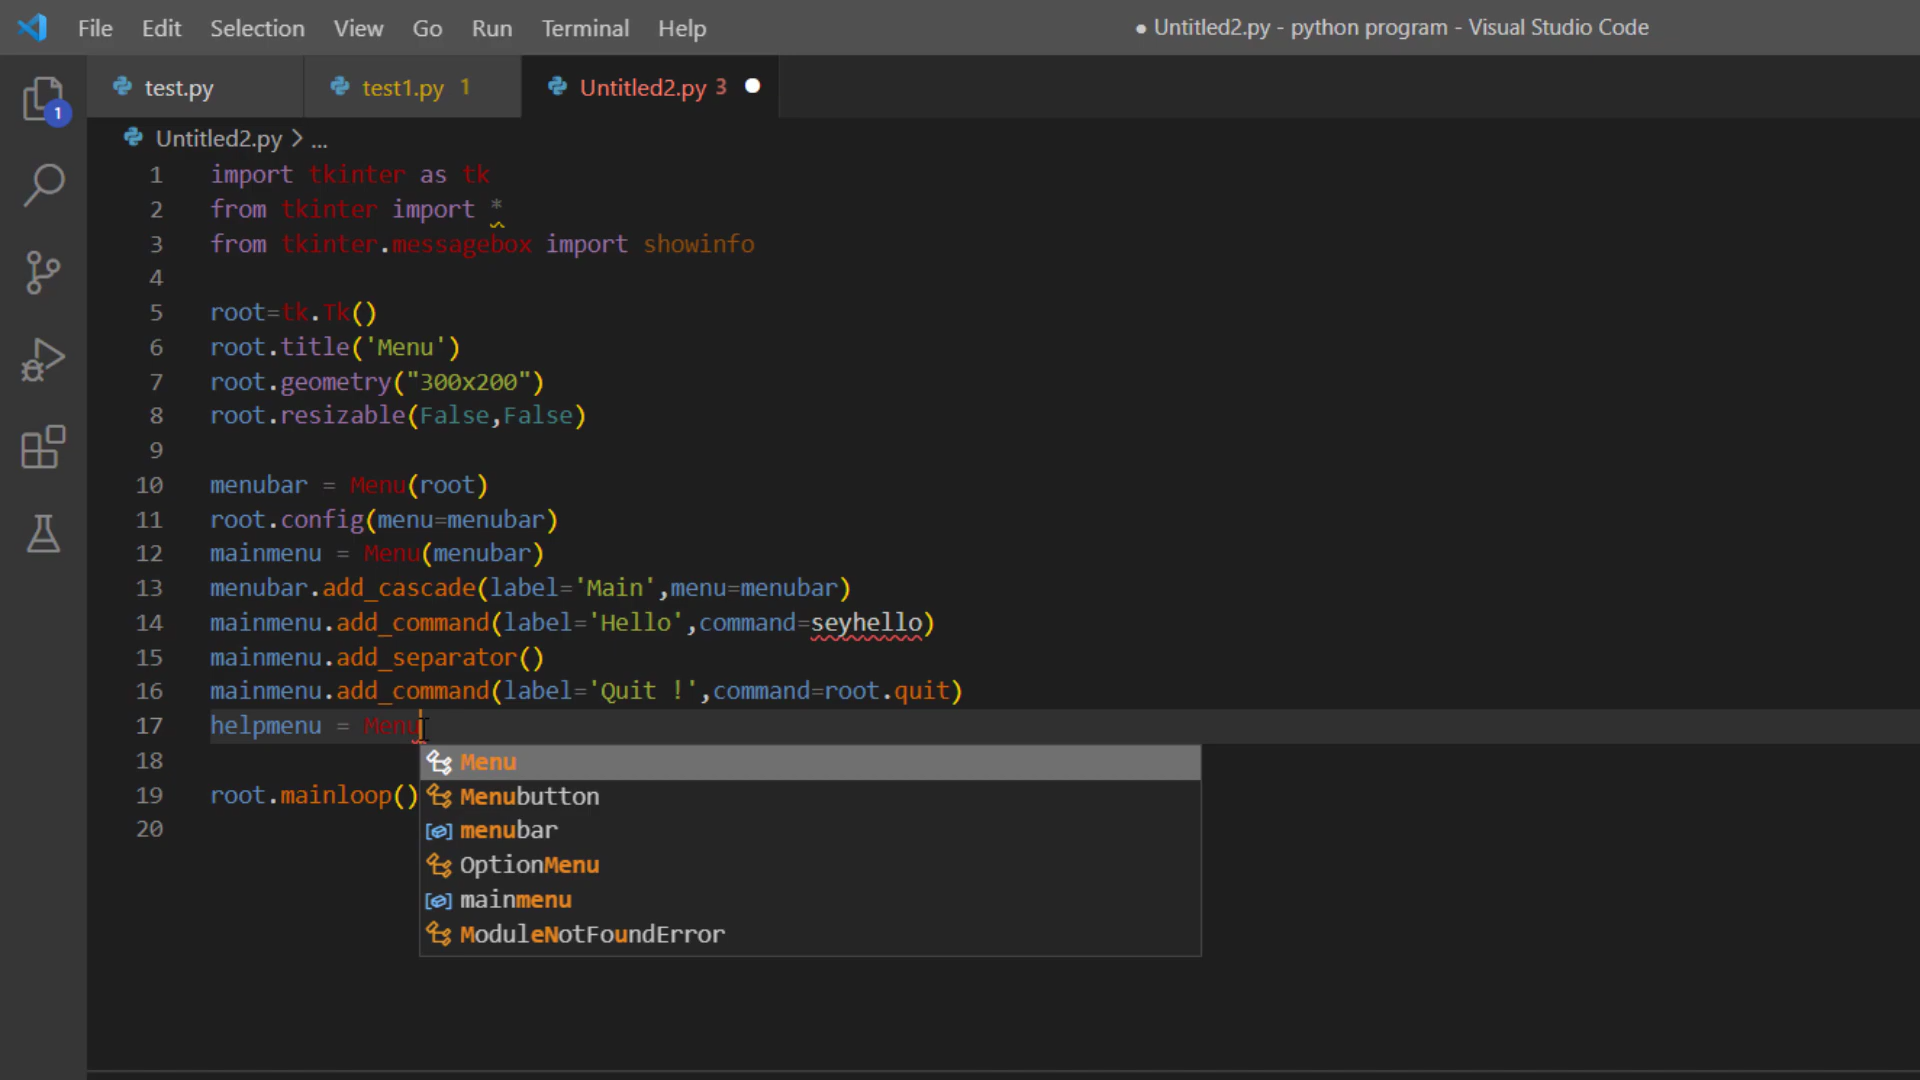 File Edit Selection View Go Run Terminal Help
● Untitled2.py - python program - Visual Studio Code
test.py
test1.py 1
Untitled2.py 3
1
Untitled2.py > ...
1 import tkinter as tk
2 from tkinter import *
3 from tkinter.messagebox import showinfo
4
5 root=tk.Tk()
6 root.title('Menu')
7 root.geometry("300x200")
8 root.resizable(False,False)
9
10 menubar = Menu(root)
11 root.config(menu=menubar)
12 mainmenu = Menu(menubar)
13 menubar.add_cascade(label='Main',menu=menubar)
14 mainmenu.add_command(label='Hello',command=seyhello)
15 mainmenu.add_separator()
16 mainmenu.add_command(label='Quit !',command=root.quit)
17 helpmenu = Menu
18
19 root.mainloop()
20
Menu
Menubutton
menubar
OptionMenu
mainmenu
ModuleNotFoundError